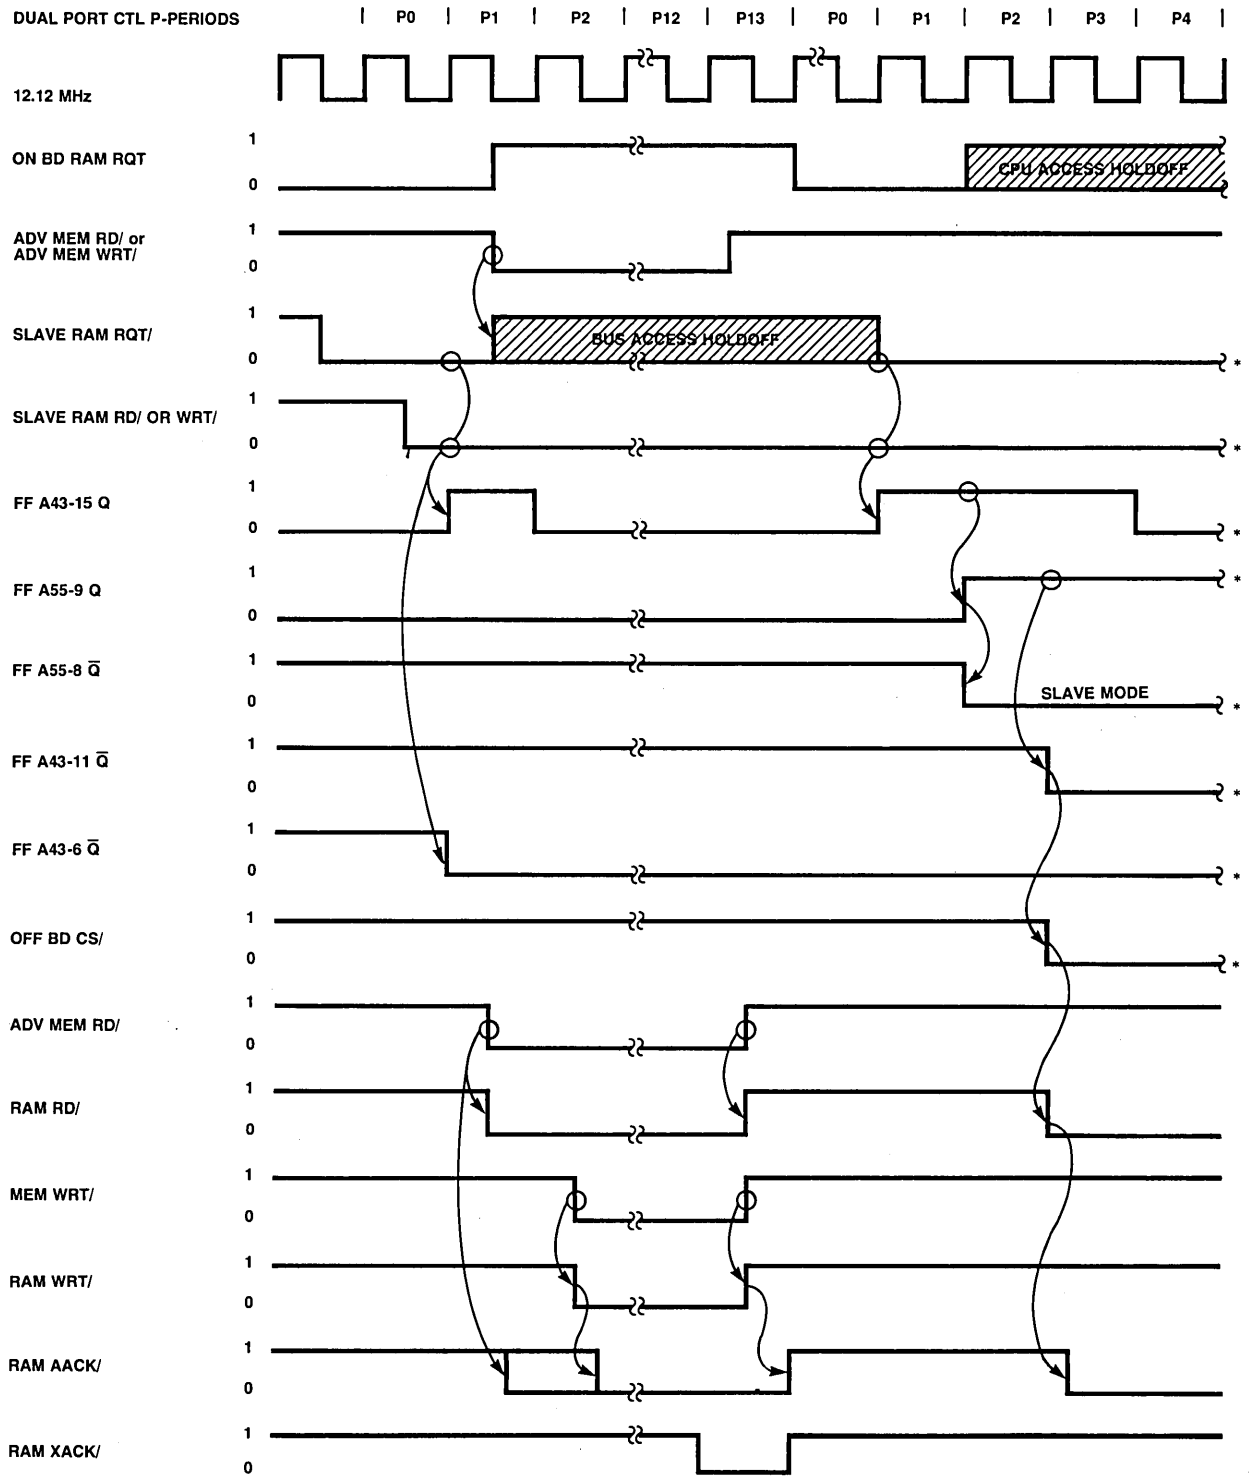 DUAL PORT CTL P-PERIODS | P0 | P1 | P2 | P12 | P13 | P0 | P1 | P2 | P3 | P4 |
12.12 MHz
1
ON BD RAM RQT
CPU ACCESS HOLDOFF
0
1
ADV MEM RD/ or
ADV MEM WRT/
0
1
SLAVE RAM RQT/
BUS ACCESS HOLDOFF
0 *
1
SLAVE RAM RD/ OR WRT/
0 *
1
FF A43-15 Q
0 *
1 *
FF A55-9 Q
0
1
FF A55-8 Q̅
SLAVE MODE
0 *
1
FF A43-11 Q̅
0 *
1
FF A43-6 Q̅
0 *
1
OFF BD CS/
0 *
1
ADV MEM RD/
0
1
RAM RD/
0
1
MEM WRT/
0
1
RAM WRT/
0
1
RAM AACK/
0
1
RAM XACK/
0